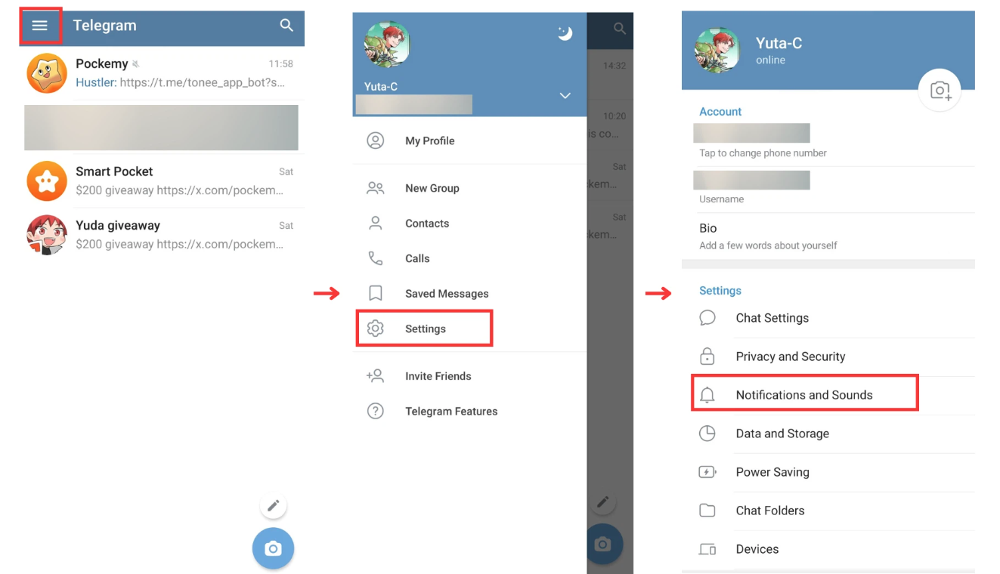 Telegram
Pockemy 11:58
Hustler: https://t.me/tonee_app_bot?s...
Smart Pocket Sat
$200 giveaway https://x.com/pockem...
Yuda giveaway Sat
$200 giveaway https://x.com/pockem...
Yuta-C
My Profile
New Group
Contacts
Calls
Saved Messages
Settings
Invite Friends
Telegram Features
14:32
10:20
is co...
Sat
kem...
Sat
kem...
Yuta-C
online
Account
Tap to change phone number
Username
Bio
Add a few words about yourself
Settings
Chat Settings
Privacy and Security
Notifications and Sounds
Data and Storage
Power Saving
Chat Folders
Devices